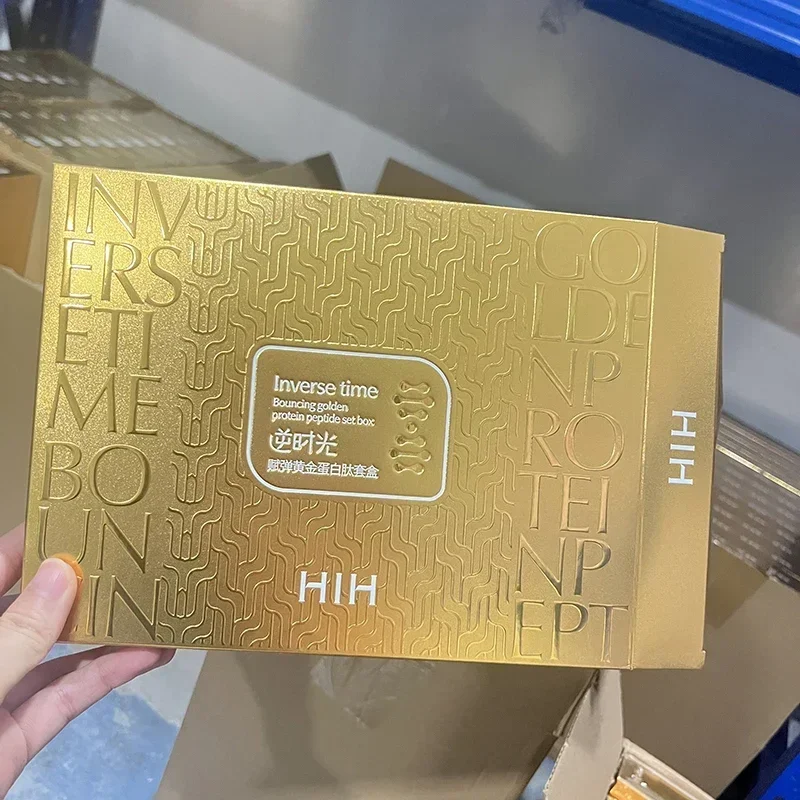 INV
ERS
ETI
ME
BO
UN
IN
Inverse time
Bouncing golden
protein peptide set box
逆时光
赋弹黄金蛋白肽套盒
HIH
GO
LDE
NP
RO
TEI
NP
EPT
HIH